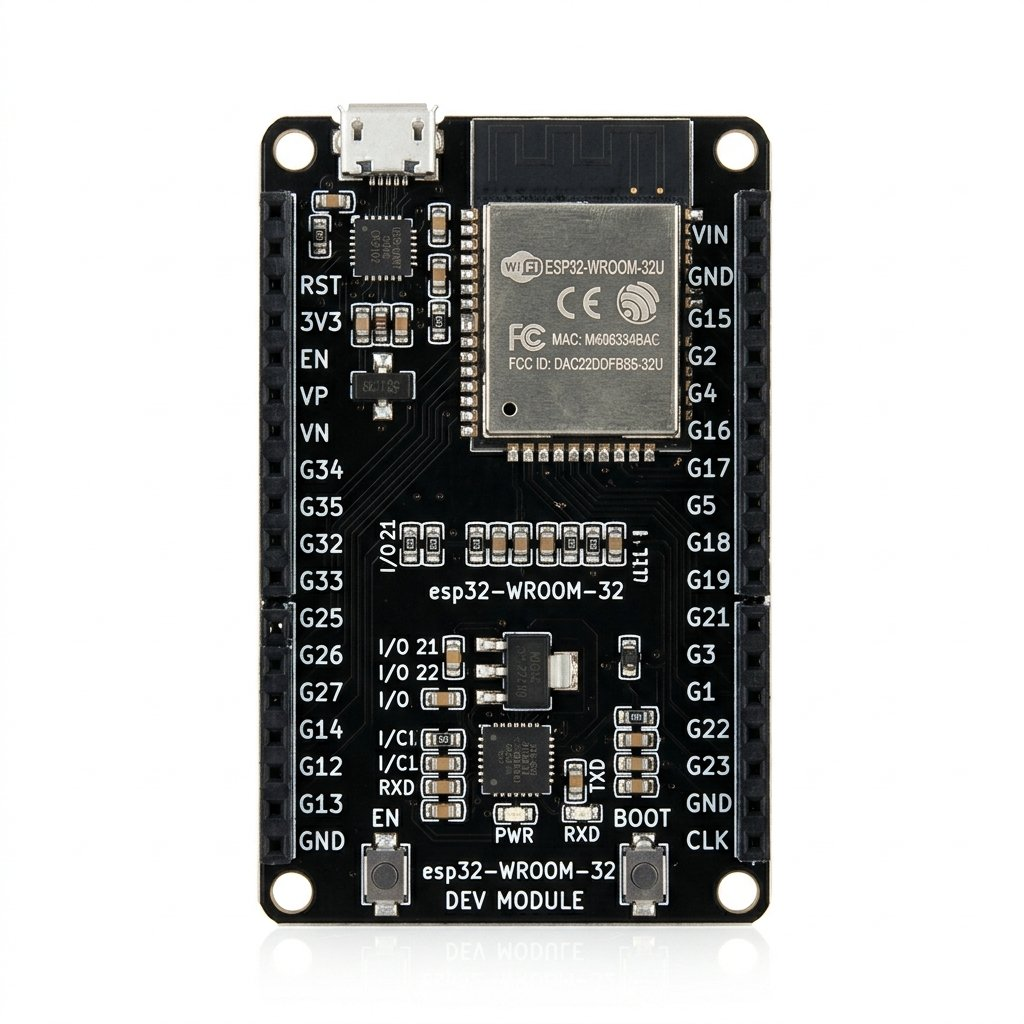 WiFi ESP32-WROOM-32U
CE
FC MAC: M606334BAC
FCC ID: DAC22DDFB85-32U
RST
3V3
EN
VP
VN
G34
G35
G32
G33
G25
G26
G27
G14
G12
G13
GND
VIN
GND
G15
G2
G4
G16
G17
G5
G18
G19
G21
G3
G1
G22
G23
GND
CLK
I/O 21
esp32-WROOM-32
I/O 21
I/O 22
I/O
I/C1
I/C1
RXD
TXD
EN
PWR
RXD
BOOT
esp32-WROOM-32
DEV MODULE